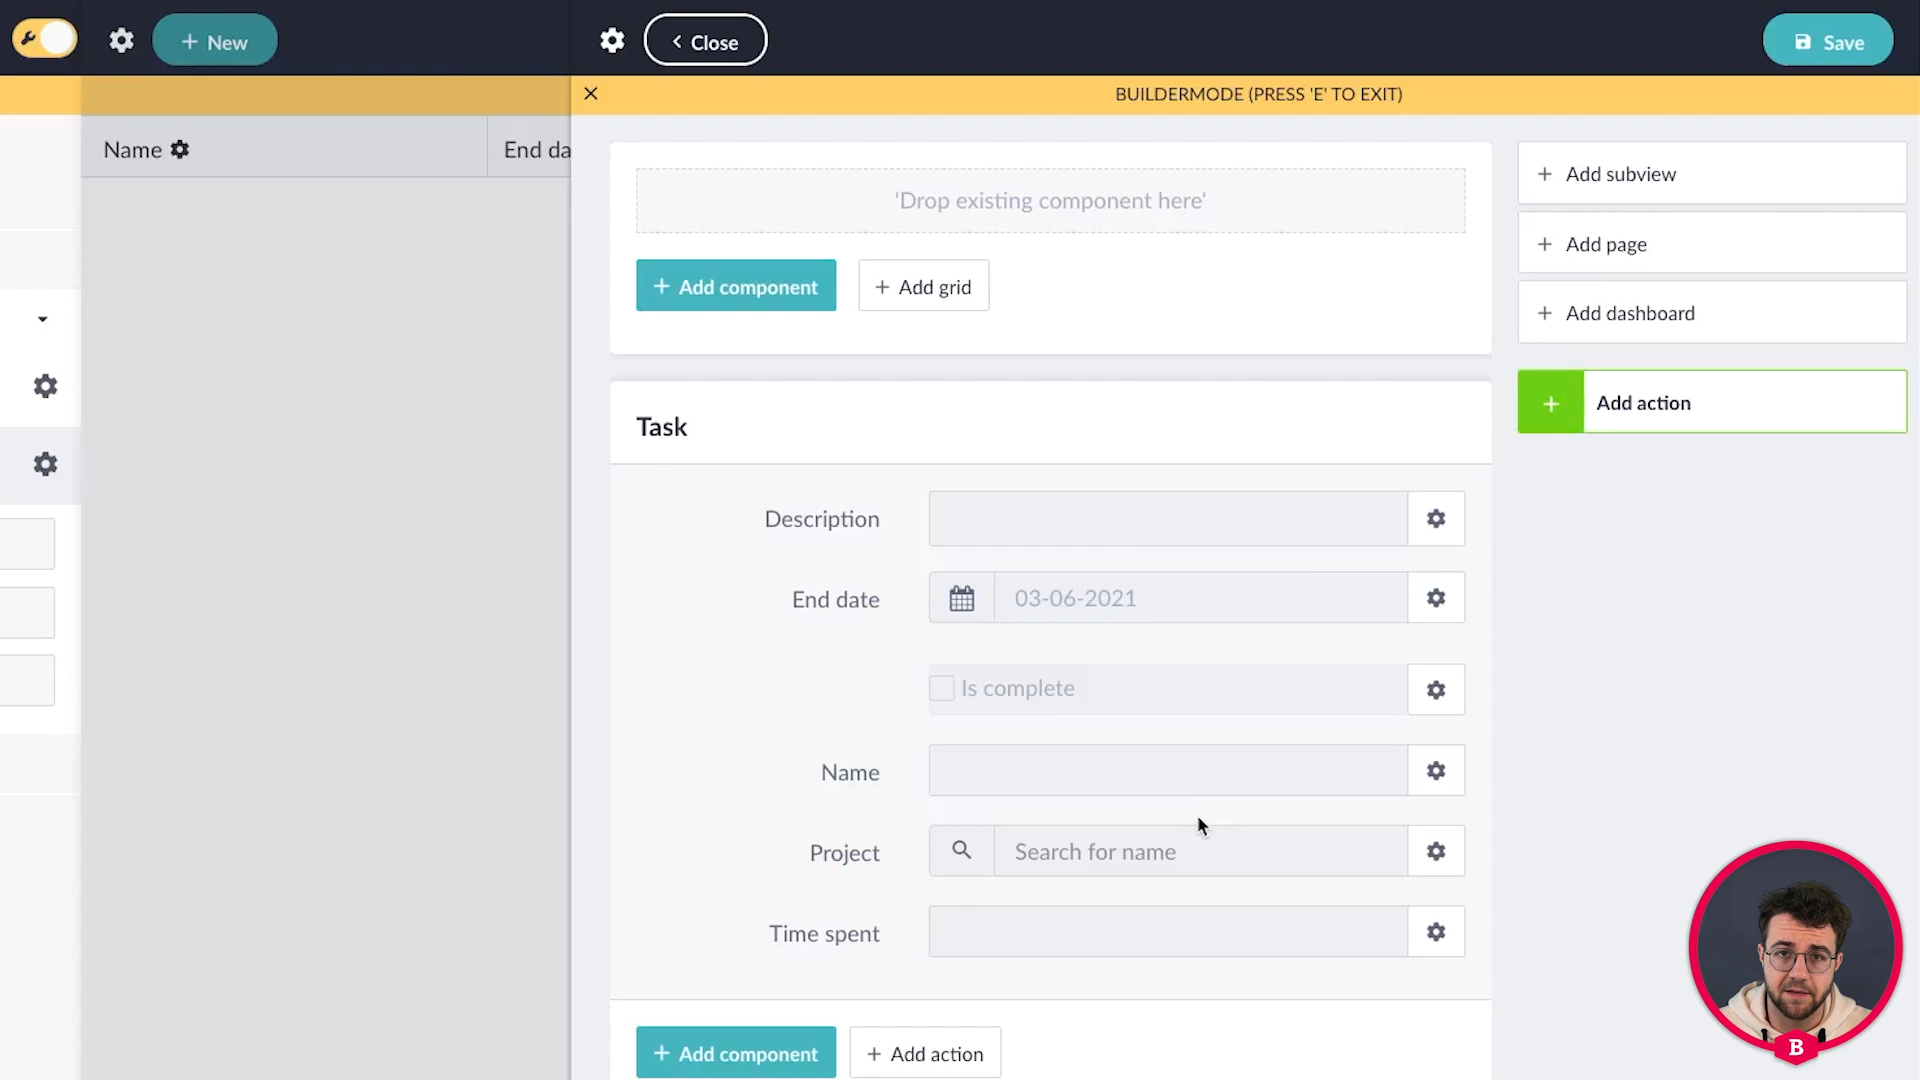 + New
Close
Save
BUILDERMODE (PRESS 'E' TO EXIT)
Name
End da
'Drop existing component here'
+ Add component
+ Add grid
+ Add subview
+ Add page
+ Add dashboard
+ Add action
Task
Description
End date
03-06-2021
Is complete
Name
Project
Search for name
Time spent
+ Add component
+ Add action
B